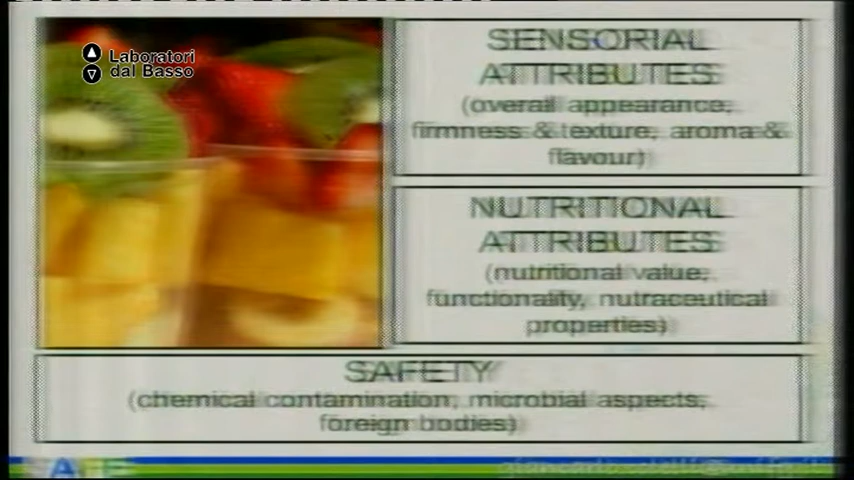 Laboratori
dal Basso
SENSORIAL
ATTRIBUTES
(overall appearance,
firmness & texture, aroma &
flavour)
NUTRITIONAL
ATTRIBUTES
(nutritional value,
functionality, nutraceutical
properties)
SAFETY
(chemical contamination, microbial aspects,
foreign bodies)